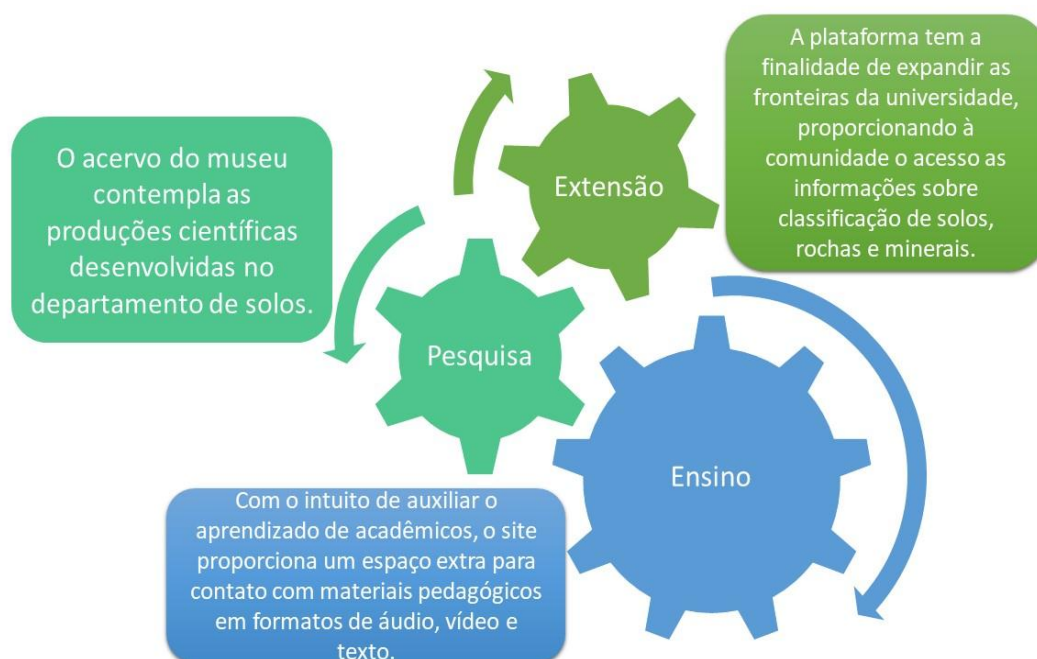 A plataforma tem a
finalidade de expandir as
fronteiras da universidade,
proporcionando à
comunidade o acesso as
informações sobre
classificação de solos,
rochas e minerais.
Extensão
O acervo do museu
contempla as
produções científicas
desenvolvidas no
departamento de solos.
Pesquisa
Ensino
Com o intuito de auxiliar o
aprendizado de acadêmicos, o site
proporciona um espaço extra para
contato com materiais pedagógicos
em formatos de áudio, vídeo e
texto.